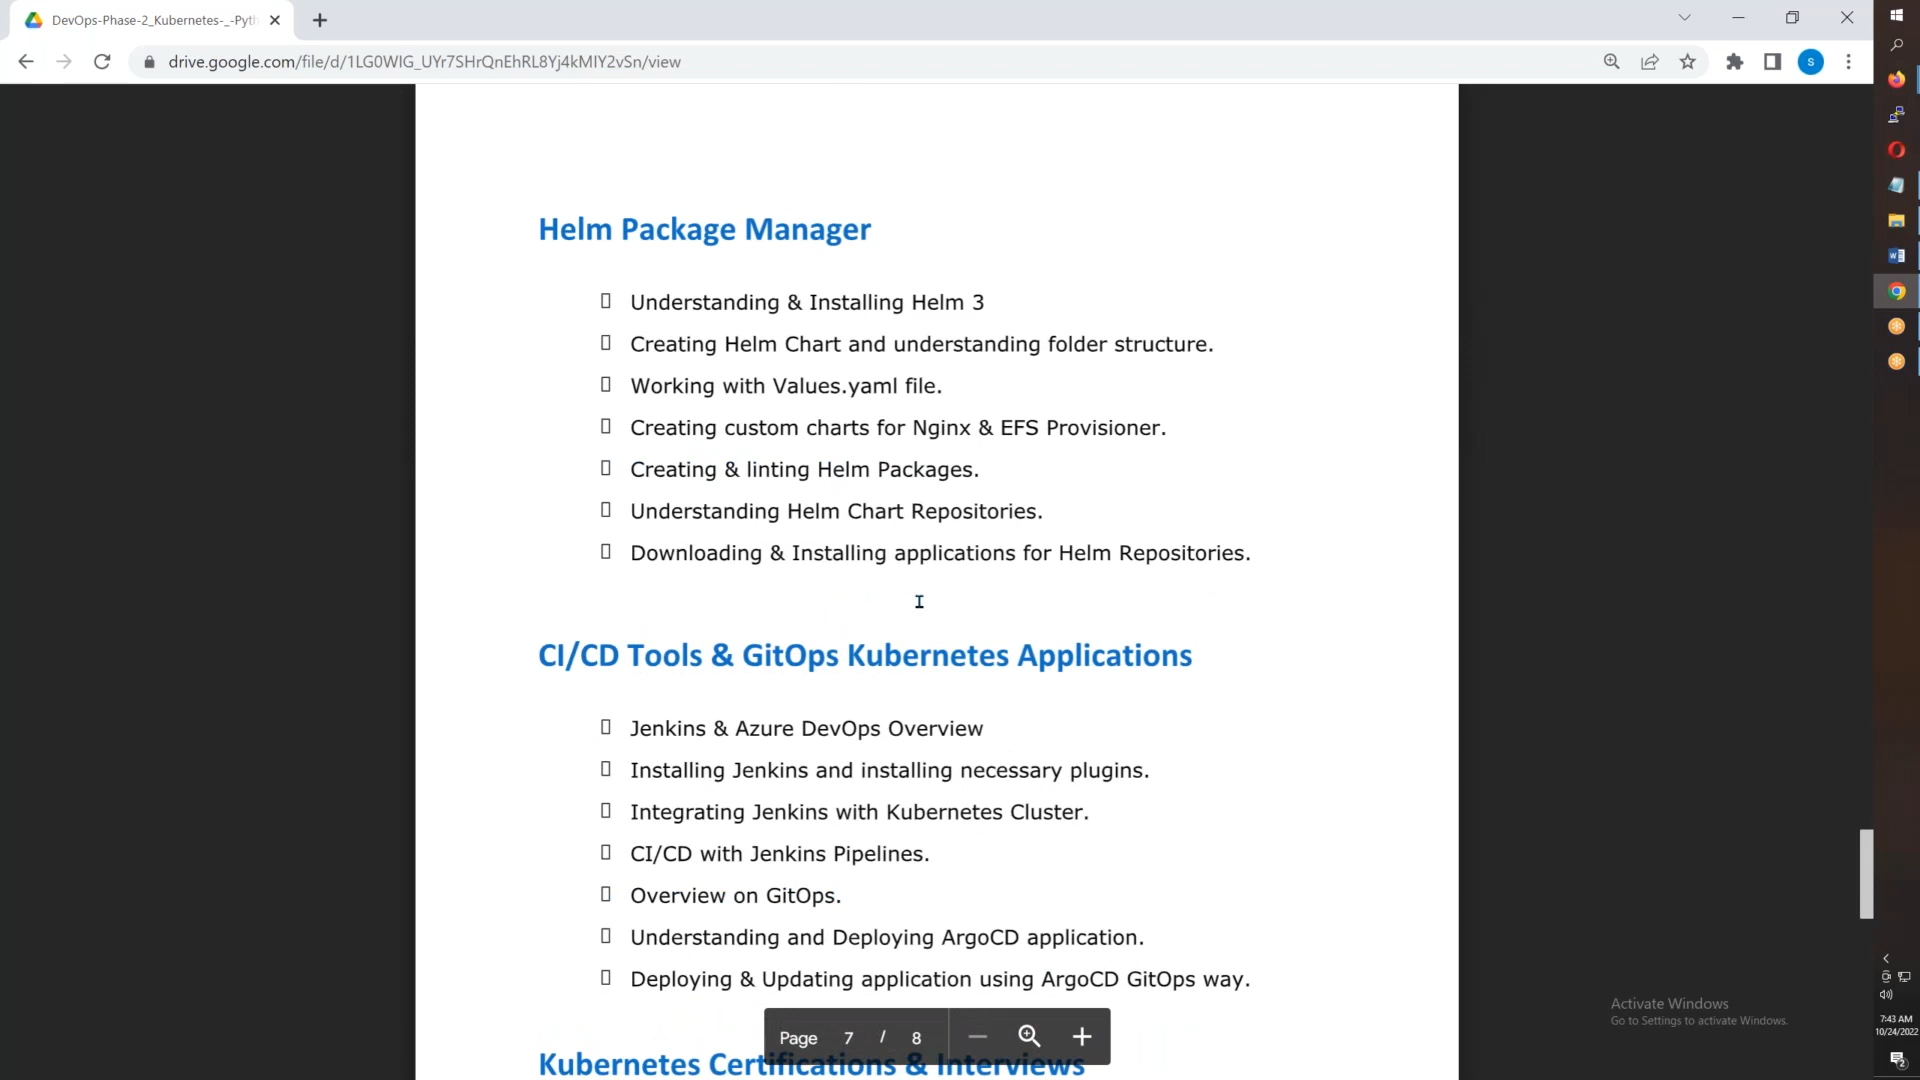 DevOps-Phase-2_Kubernetes-_-Pyth
drive.google.com/file/d/1LG0WIG_UYr7SHrQnEhRL8Yj4kMIY2vSn/view
S
Helm Package Manager
Understanding & Installing Helm 3
Creating Helm Chart and understanding folder structure.
Working with Values.yaml file.
Creating custom charts for Nginx & EFS Provisioner.
Creating & linting Helm Packages.
Understanding Helm Chart Repositories.
Downloading & Installing applications for Helm Repositories.
CI/CD Tools & GitOps Kubernetes Applications
Jenkins & Azure DevOps Overview
Installing Jenkins and installing necessary plugins.
Integrating Jenkins with Kubernetes Cluster.
CI/CD with Jenkins Pipelines.
Overview on GitOps.
Understanding and Deploying ArgoCD application.
Deploying & Updating application using ArgoCD GitOps way.
Page 7 / 8
Kubernetes Certifications & Interviews
Activate Windows
Go to Settings to activate Windows.
7:43 AM
10/24/2022
2